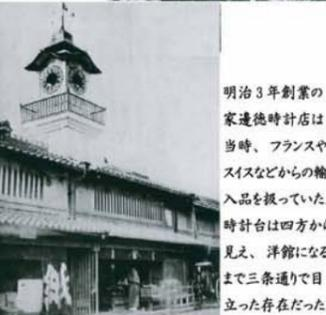 明治3年創業の
家邊徳時計店は
当時、フランスや
スイスなどからの輸
入品を扱っていた
時計台は四方から
見え、洋館になる
まで三条通りで目
立った存在だった